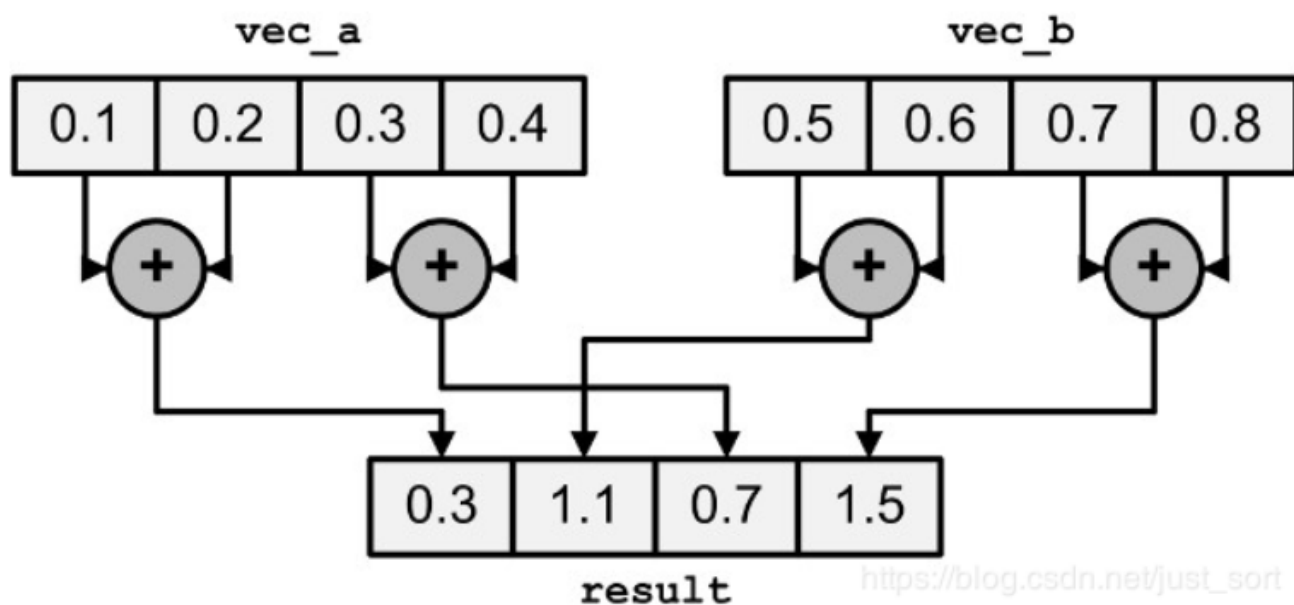 vec_a vec_b
0.1 0.2 0.3 0.4 0.5 0.6 0.7 0.8
+ + + +
0.3 1.1 0.7 1.5
result
https://blog.csdn.net/just_sort